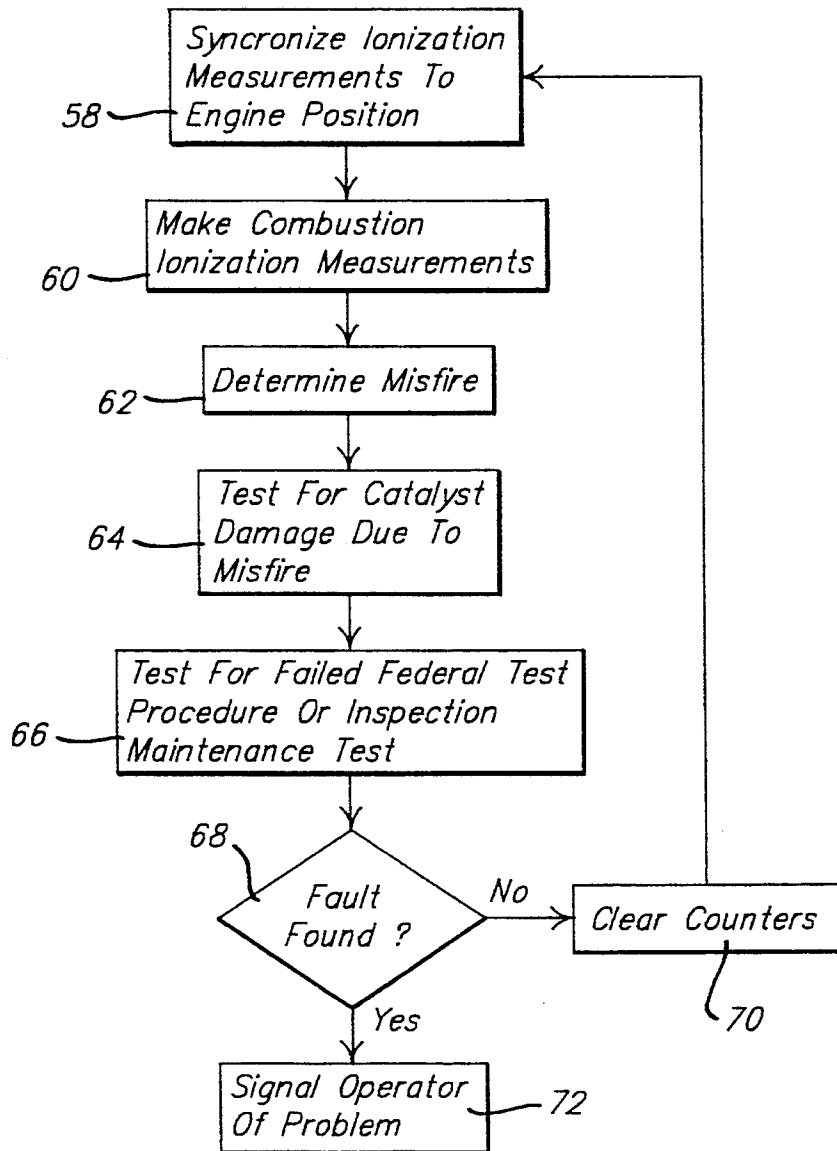 Syncronize Ionization
Measurements To
Engine Position
58
Make Combustion
Ionization Measurements
60
Determine Misfire
62
Test For Catalyst
Damage Due To
Misfire
64
Test For Failed Federal Test
Procedure Or Inspection
Maintenance Test
66
68
Fault
Found ?
No
Clear Counters
70
Yes
Signal Operator
Of Problem
72